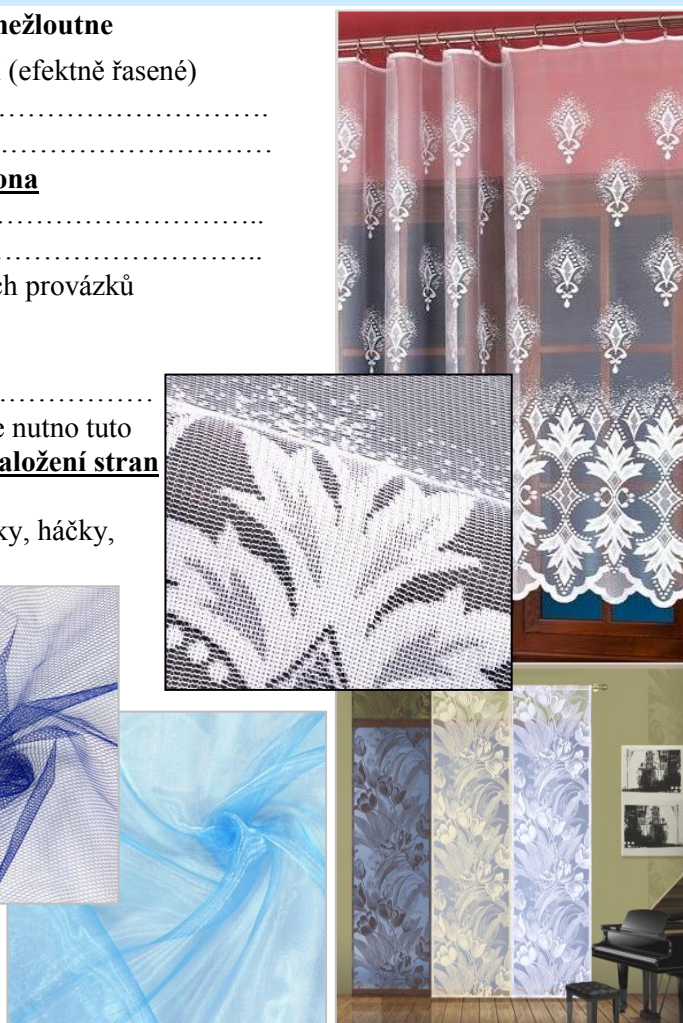 nežloutne
(efektně řasené)
……………………….
…………………………
ona
……………………..
……………………..
ch provázků
……………
e nutno tuto
aložení stran
ky, háčky,